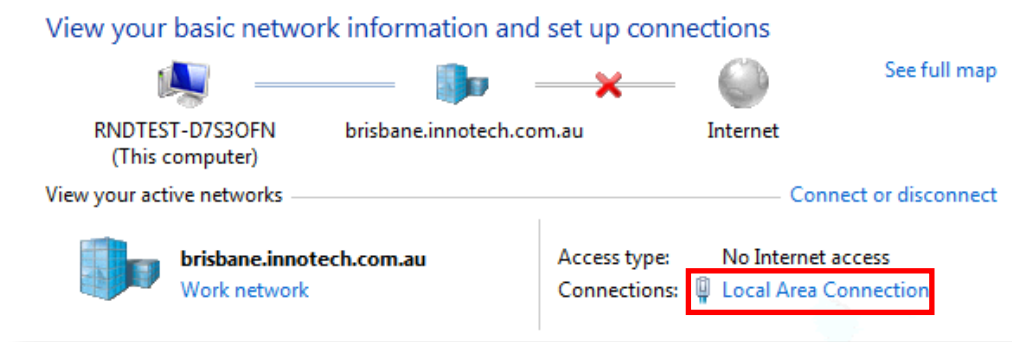 View your basic network information and set up connections
See full map
RNDTEST-D7S3OFN
(This computer)
brisbane.innotech.com.au
Internet
View your active networks
Connect or disconnect
brisbane.innotech.com.au
Work network
Access type: No Internet access
Connections: Local Area Connection